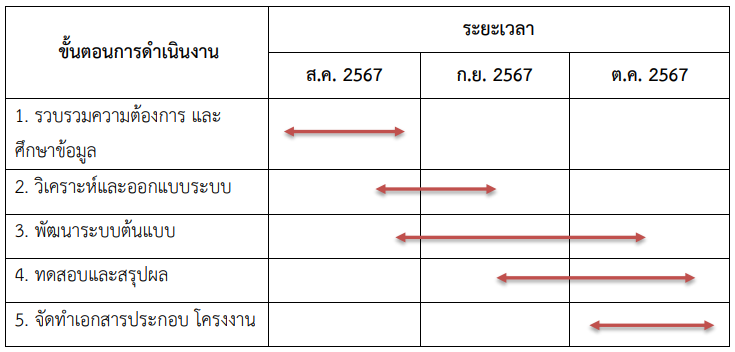 ขั้นตอนการดำเนินงาน
ระยะเวลา
ส.ค. 2567 ก.ย. 2567 ต.ค. 2567
1. รวบรวมความต้องการ และ
ศึกษาข้อมูล
2. วิเคราะห์และออกแบบระบบ
3. พัฒนาระบบต้นแบบ
4. ทดสอบและสรุปผล
5. จัดทำเอกสารประกอบ โครงงาน